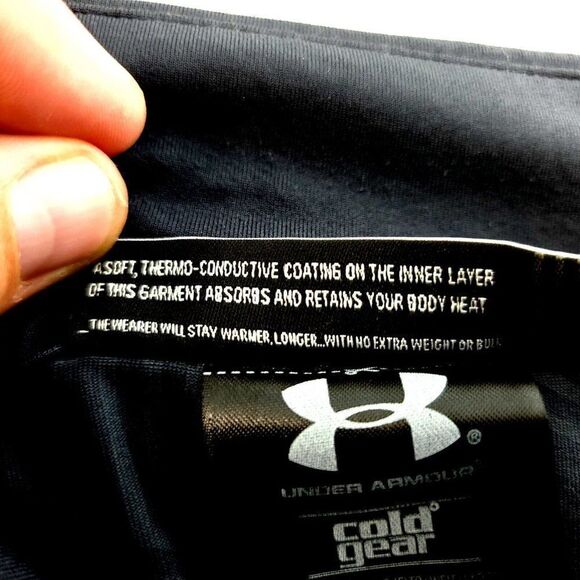 A SOFT, THERMO-CONDUCTIVE COATING ON THE INNER LAYER
OF THIS GARMENT ABSORBS AND RETAINS YOUR BODY HEAT
THE WEARER WILL STAY WARMER, LONGER...WITH NO EXTRA WEIGHT OR
®
UNDER ARMOUR
cold
gear